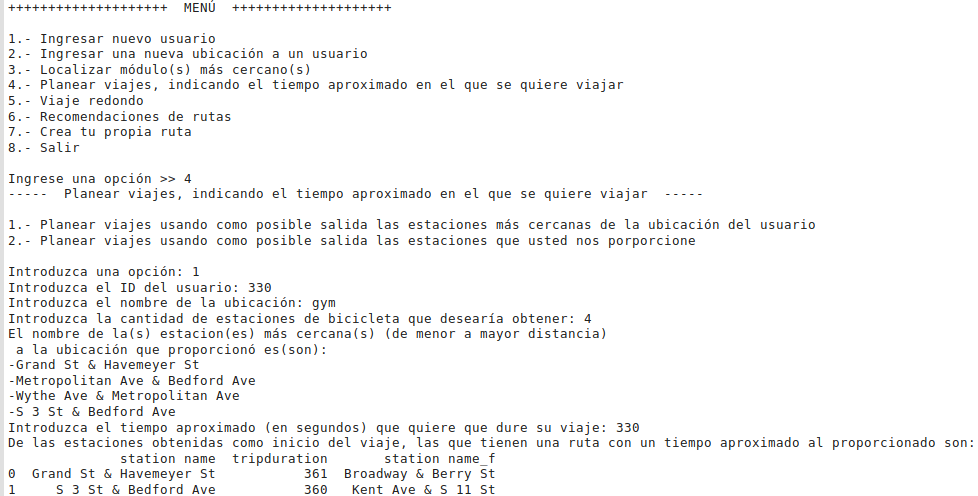 ++++++++++++++++++++  MENÚ  ++++++++++++++++++++
1.- Ingresar nuevo usuario
2.- Ingresar una nueva ubicación a un usuario
3.- Localizar módulo(s) más cercano(s)
4.- Planear viajes, indicando el tiempo aproximado en el que se quiere viajar
5.- Viaje redondo
6.- Recomendaciones de rutas
7.- Crea tu propia ruta
8.- Salir
Ingrese una opción >> 4
-----  Planear viajes, indicando el tiempo aproximado en el que se quiere viajar  -----
1.- Planear viajes usando como posible salida las estaciones más cercanas de la ubicación del usuario
2.- Planear viajes usando como posible salida las estaciones que usted nos porporcione
Introduzca una opción: 1
Introduzca el ID del usuario: 330
Introduzca el nombre de la ubicación: gym
Introduzca la cantidad de estaciones de bicicleta que desearía obtener: 4
El nombre de la(s) estacion(es) más cercana(s) (de menor a mayor distancia)
 a la ubicación que proporcionó es(son):
-Grand St & Havemeyer St
-Metropolitan Ave & Bedford Ave
-Wythe Ave & Metropolitan Ave
-S 3 St & Bedford Ave
Introduzca el tiempo aproximado (en segundos) que quiere que dure su viaje: 330
De las estaciones obtenidas como inicio del viaje, las que tienen una ruta con un tiempo aproximado al proporcionado son:
              station name  tripduration       station name_f
0  Grand St & Havemeyer St           361  Broadway & Berry St
1     S 3 St & Bedford Ave           360   Kent Ave & S 11 St